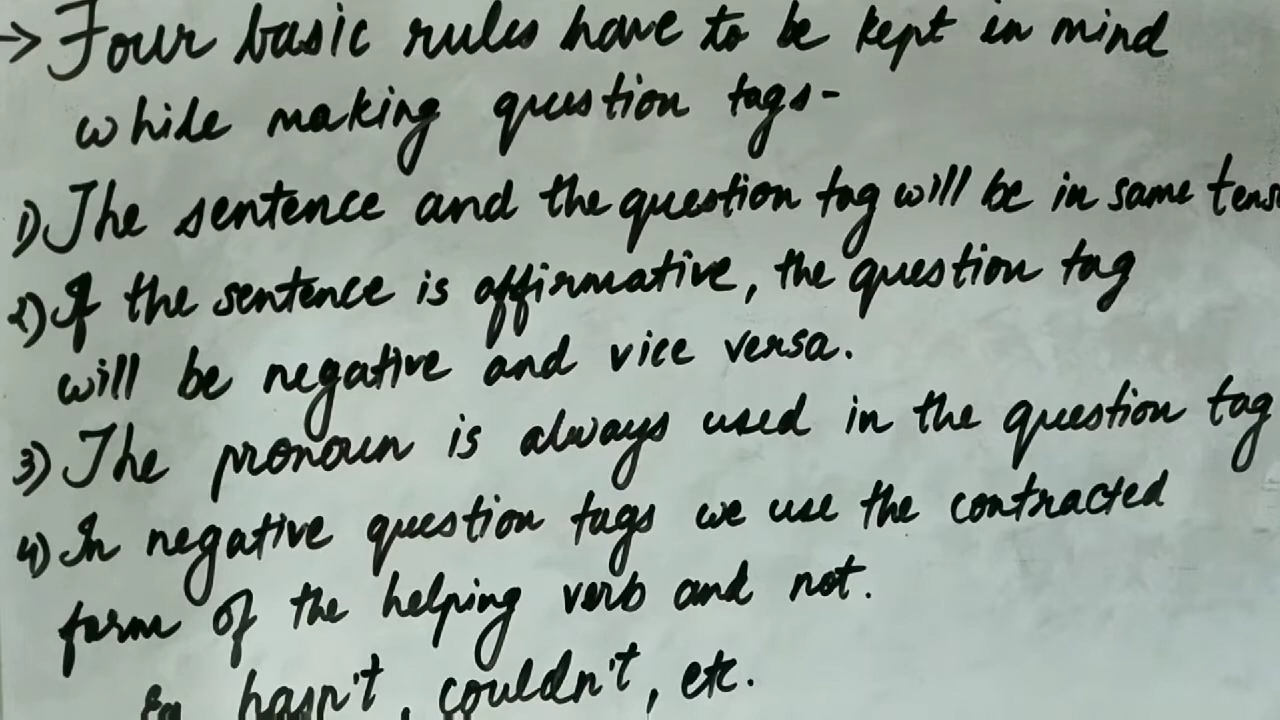 → Four basic rules have to be kept in mind
while making question tags-
1) The sentence and the question tag will be in same tens
2) If the sentence is affirmative, the question tag
will be negative and vice versa.
3) The pronoun is always used in the question tag
4) In negative question tags we use the contracted
form of the helping verb and not.
hasn't, couldn't, etc.